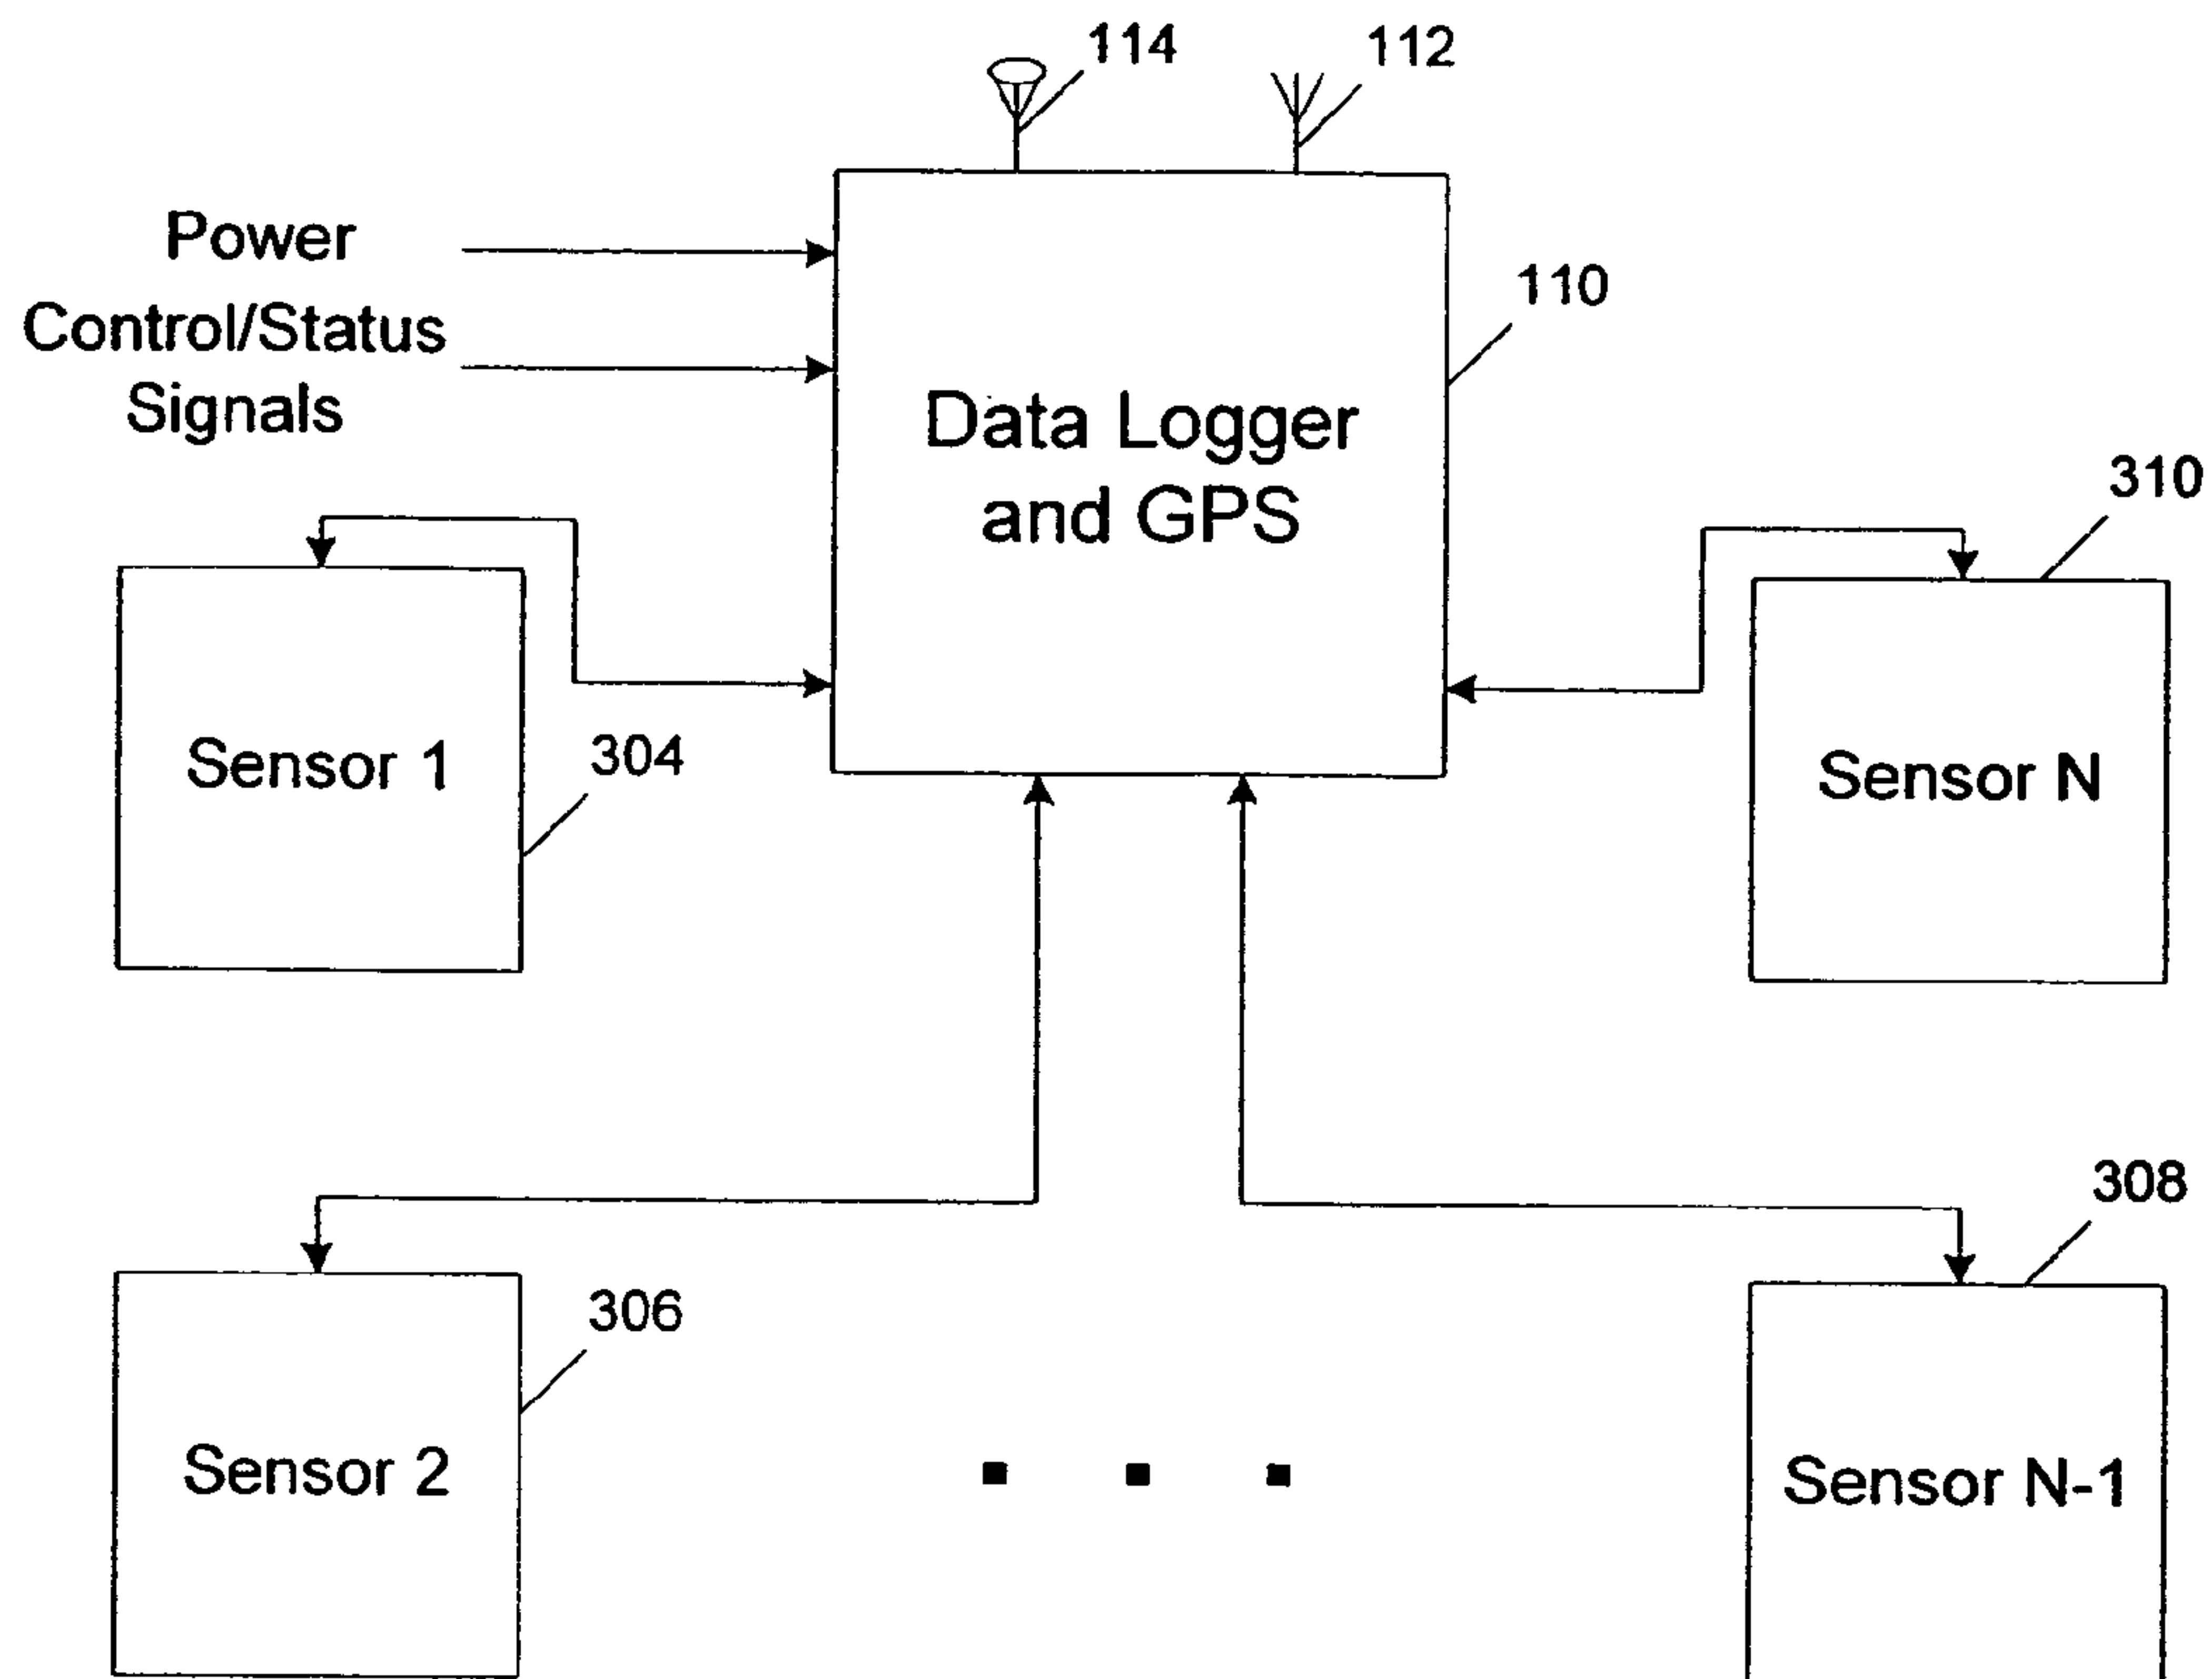 114
112
Power
Control/Status
Signals
110
Data Logger
and GPS
310
Sensor 1
304
Sensor N
308
306
Sensor 2
Sensor N-1